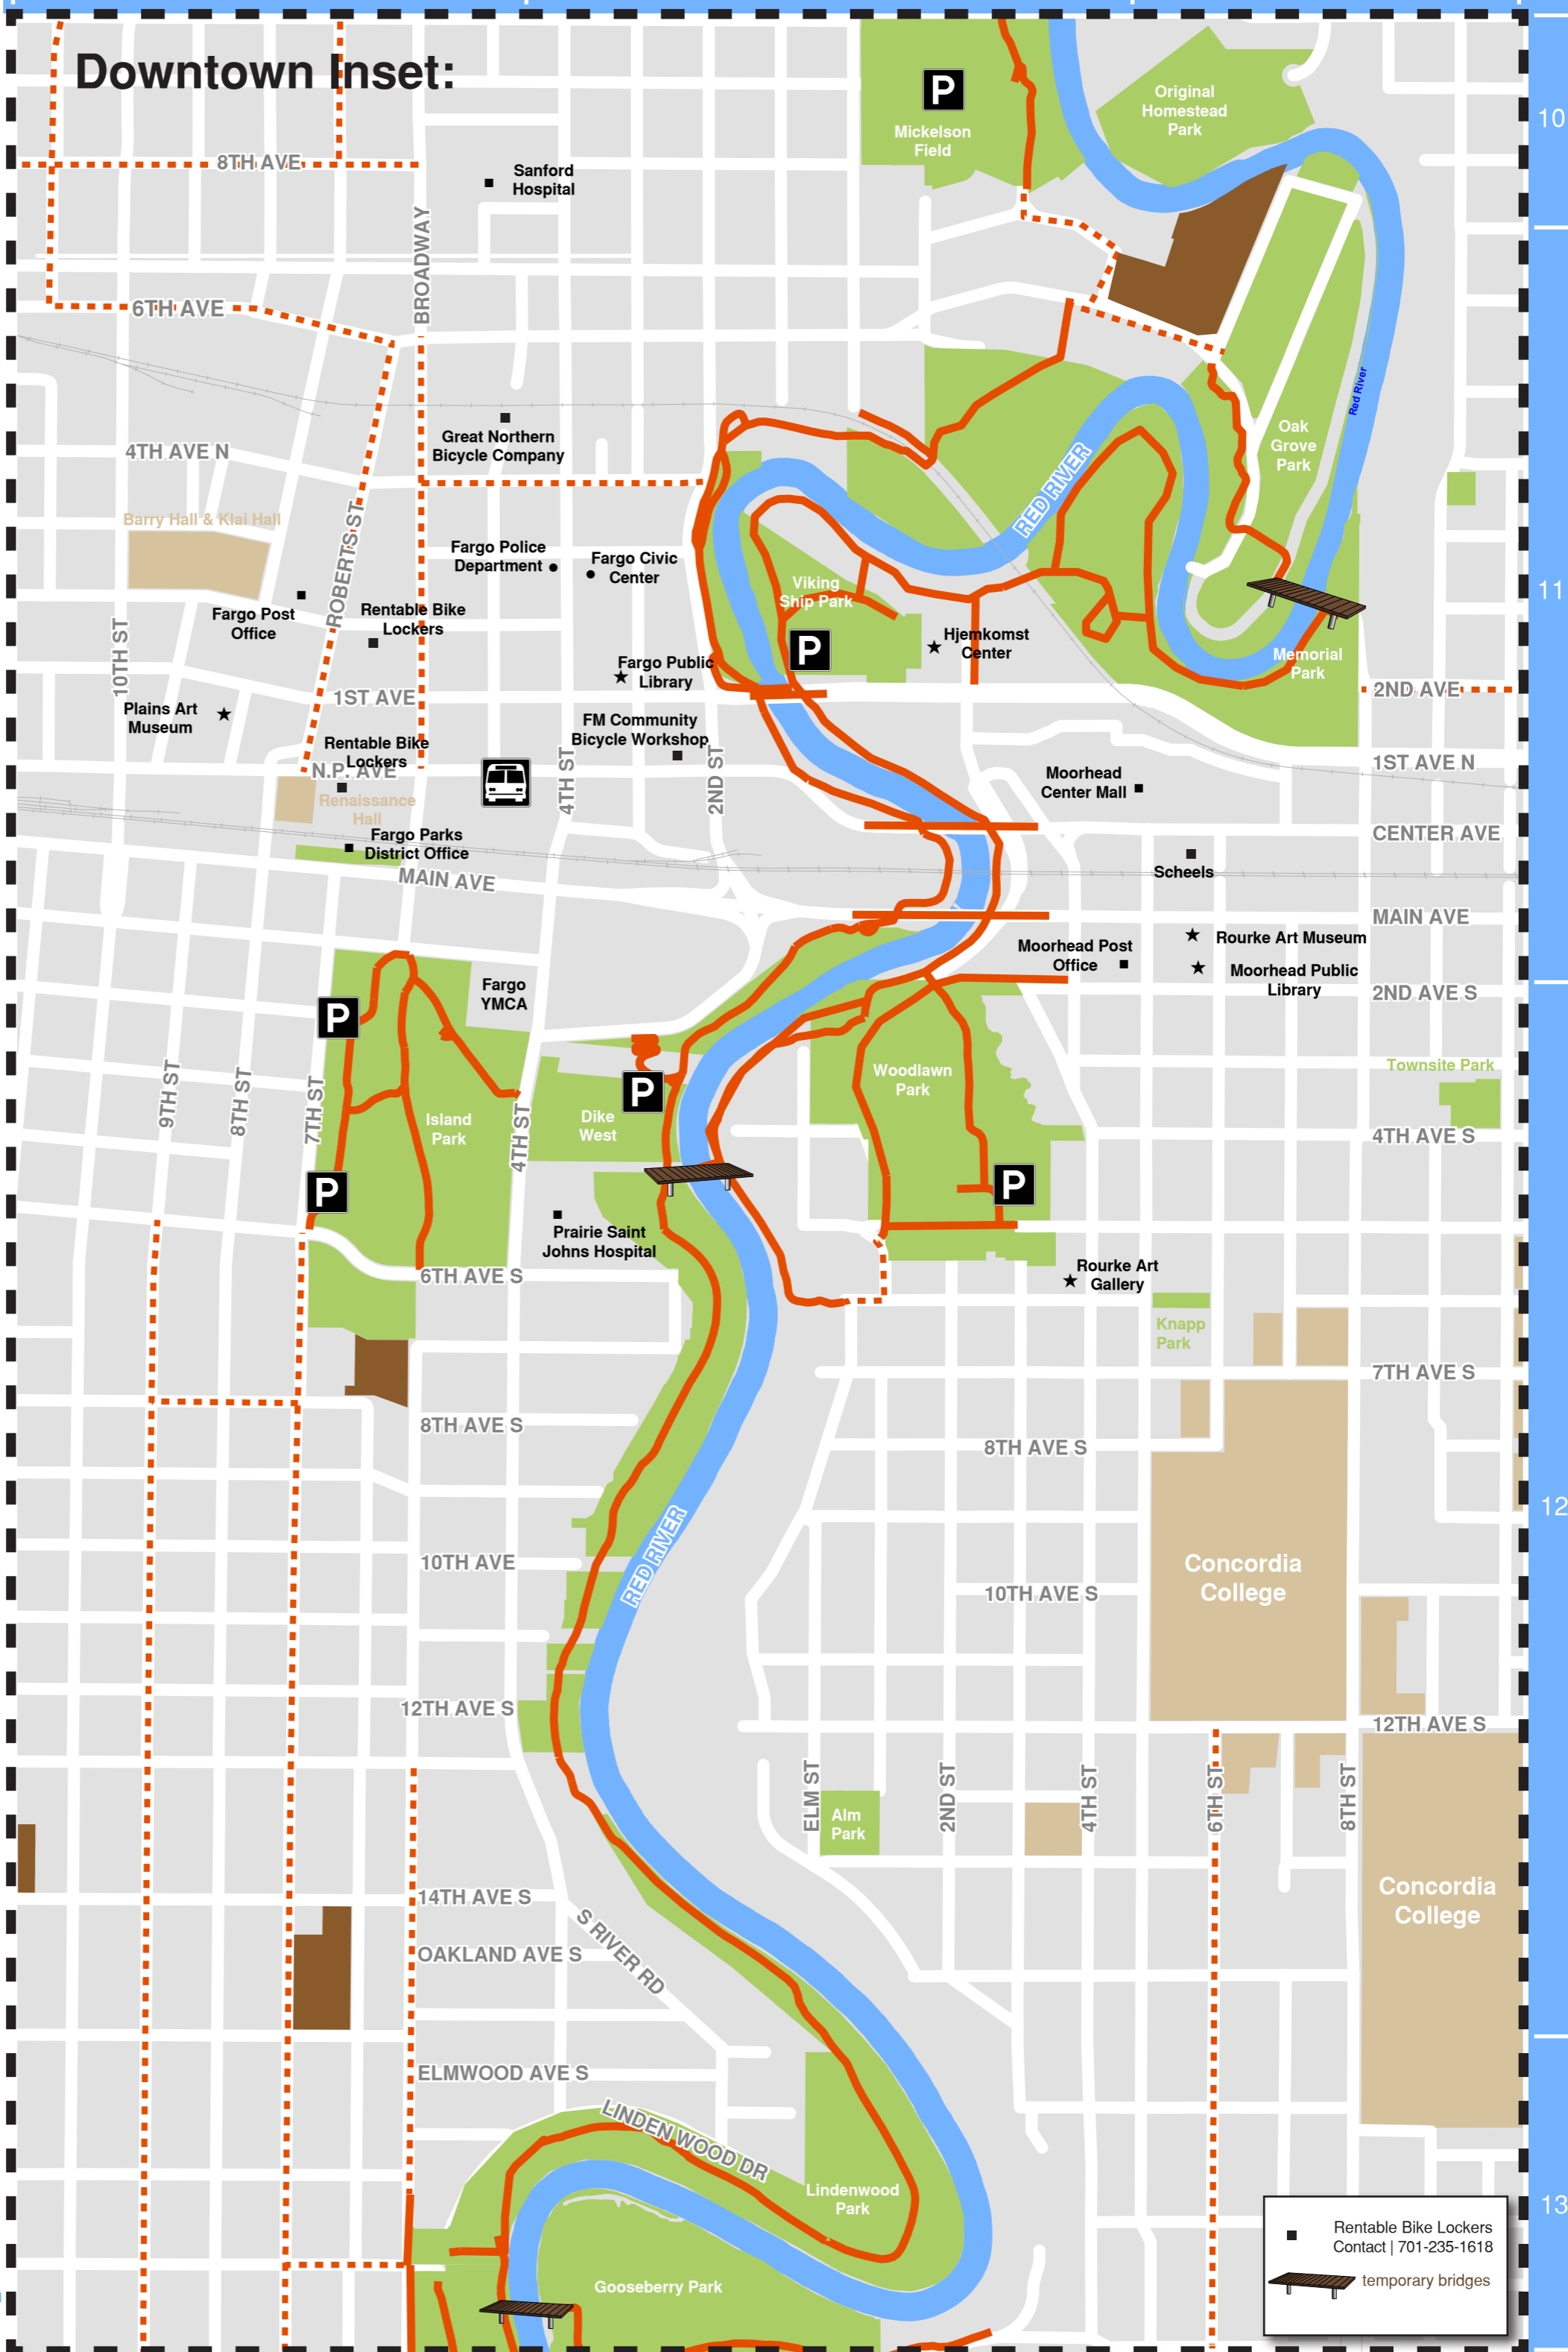 Downtown Inset:
P
Mickelson
Field
Original
Homestead
Park
10
8TH AVE
Sanford
Hospital
BROADWAY
6TH AVE
Red River
Great Northern
Bicycle Company
4TH AVE N
Oak
Grove
Park
RED RIVER
Barry Hall & Klai Hall
ROBERTS ST
Fargo Police
Department
Fargo Civic
Center
Viking
Ship Park
11
Fargo Post
Office
Rentable Bike
Lockers
10TH ST
P
Hjemkomst
Center
Memorial
Park
Fargo Public
Library
1ST AVE
2ND AVE
Plains Art
Museum
FM Community
Bicycle Workshop
Rentable Bike
Lockers
N.P. AVE
4TH ST
2ND ST
1ST AVE N
Moorhead
Center Mall
Renaissance
Hall
Fargo Parks
District Office
CENTER AVE
MAIN AVE
Scheels
MAIN AVE
Rourke Art Museum
Moorhead Post
Office
Moorhead Public
Library
Fargo
YMCA
2ND AVE S
P
9TH ST
8TH ST
7TH ST
Island
Park
4TH ST
P
Dike
West
Woodlawn
Park
Townsite Park
4TH AVE S
P
P
Prairie Saint
Johns Hospital
6TH AVE S
Rourke Art
Gallery
Knapp
Park
7TH AVE S
8TH AVE S
8TH AVE S
RED RIVER
12
10TH AVE
Concordia
College
10TH AVE S
12TH AVE S
12TH AVE S
ELM ST
Alm
Park
2ND ST
4TH ST
6TH ST
8TH ST
14TH AVE S
S RIVER RD
Concordia
College
OAKLAND AVE S
ELMWOOD AVE S
LINDEN WOOD DR
Lindenwood
Park
13
Gooseberry Park
Rentable Bike Lockers
Contact | 701-235-1618
temporary bridges